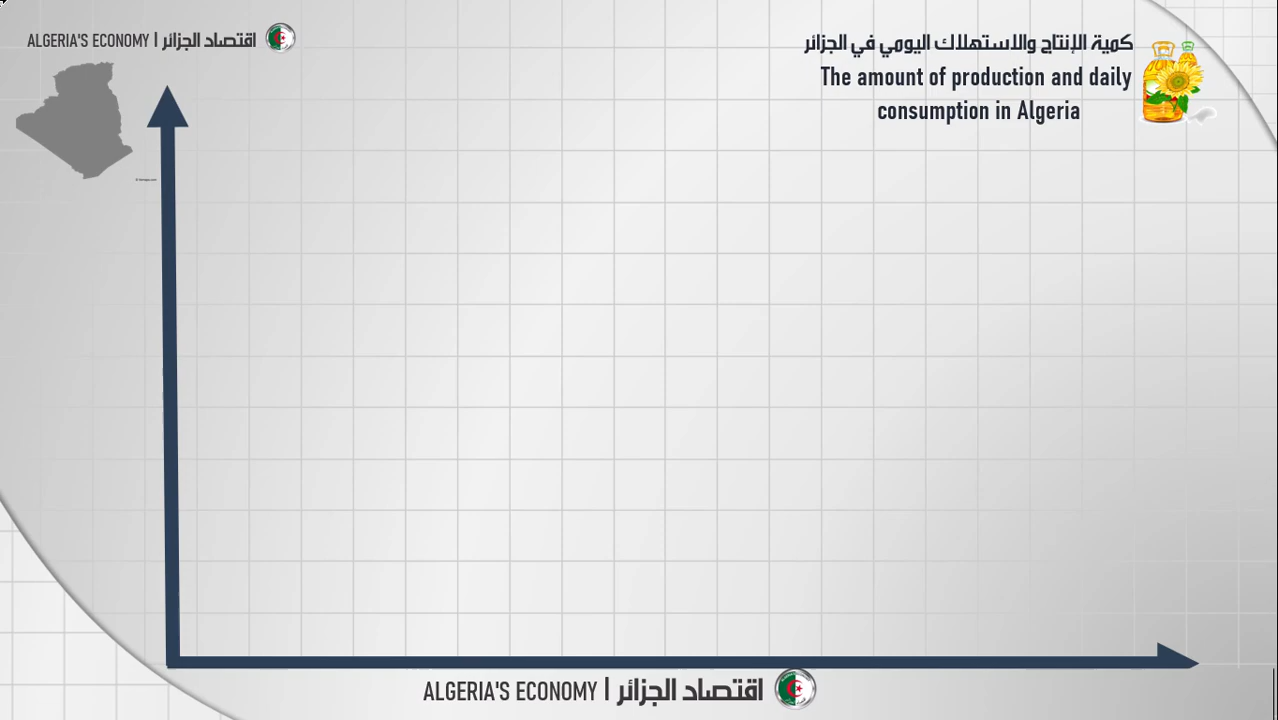 ALGERIA'S ECONOMY | اقتصاد الجزائر
كمية الإنتاج والاستهلاك اليومي في الجزائر
The amount of production and daily
consumption in Algeria
ALGERIA'S ECONOMY | اقتصاد الجزائر